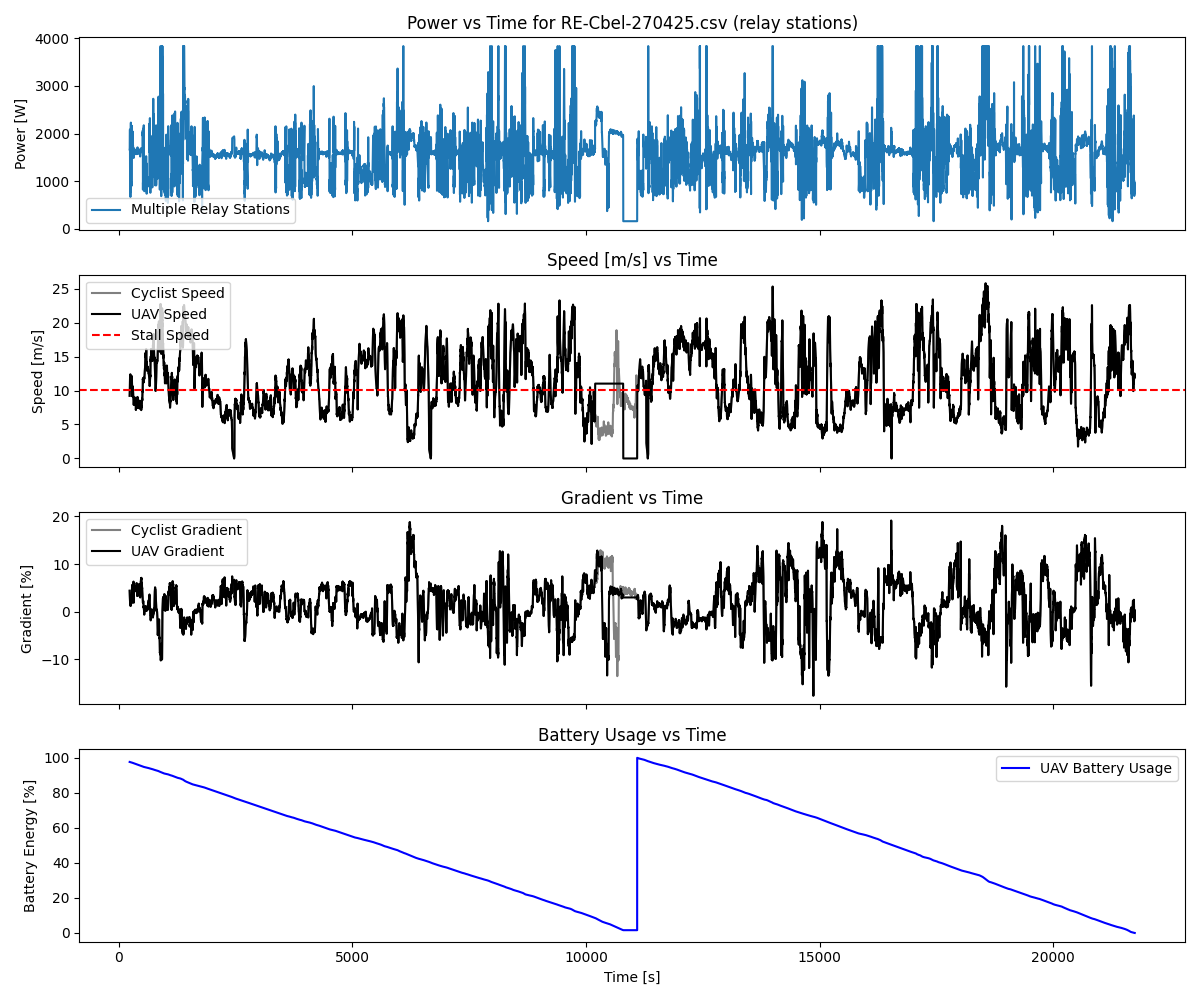 Power vs Time for RE-Cbel-270425.csv (relay stations)
4000
3000
2000
1000
0
Power [W]
Multiple Relay Stations
Speed [m/s] vs Time
25
20
15
10
5
0
Speed [m/s]
Cyclist Speed
UAV Speed
Stall Speed
Gradient vs Time
20
10
0
−10
Gradient [%]
Cyclist Gradient
UAV Gradient
Battery Usage vs Time
100
80
60
40
20
0
Battery Energy [%]
UAV Battery Usage
0 5000 10000 15000 20000
Time [s]